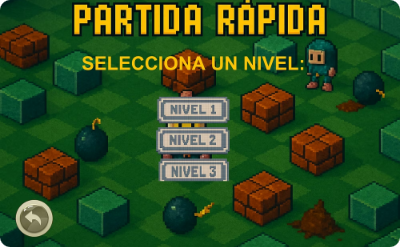 PARTIDA RÁPIDA
SELECCIONA UN NIVEL:
NIVEL 1
NIVEL 2
NIVEL 3